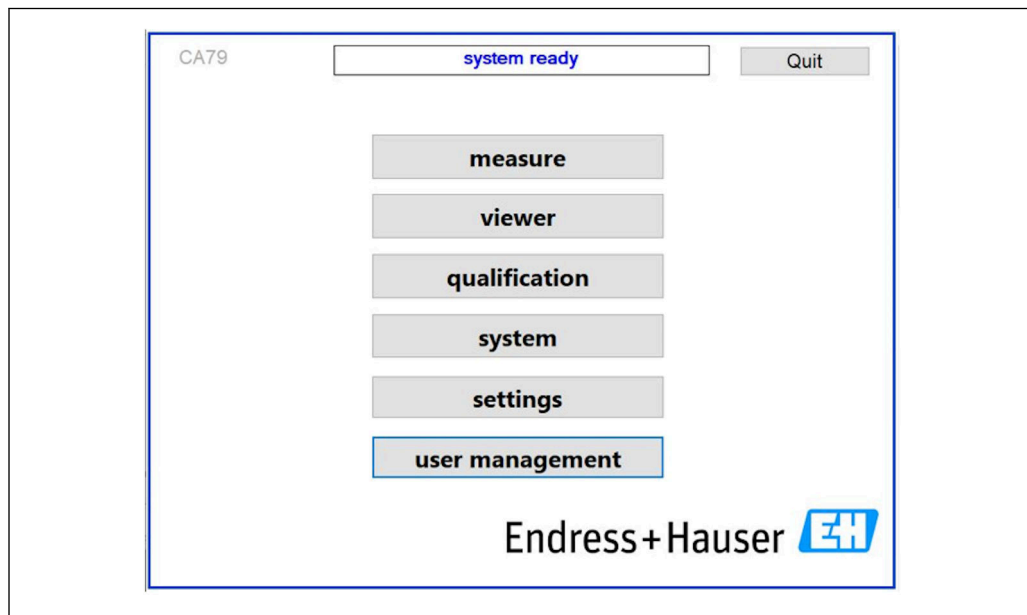 CA79 system ready Quit
measure
viewer
qualification
system
settings
user management
Endress+Hauser EH